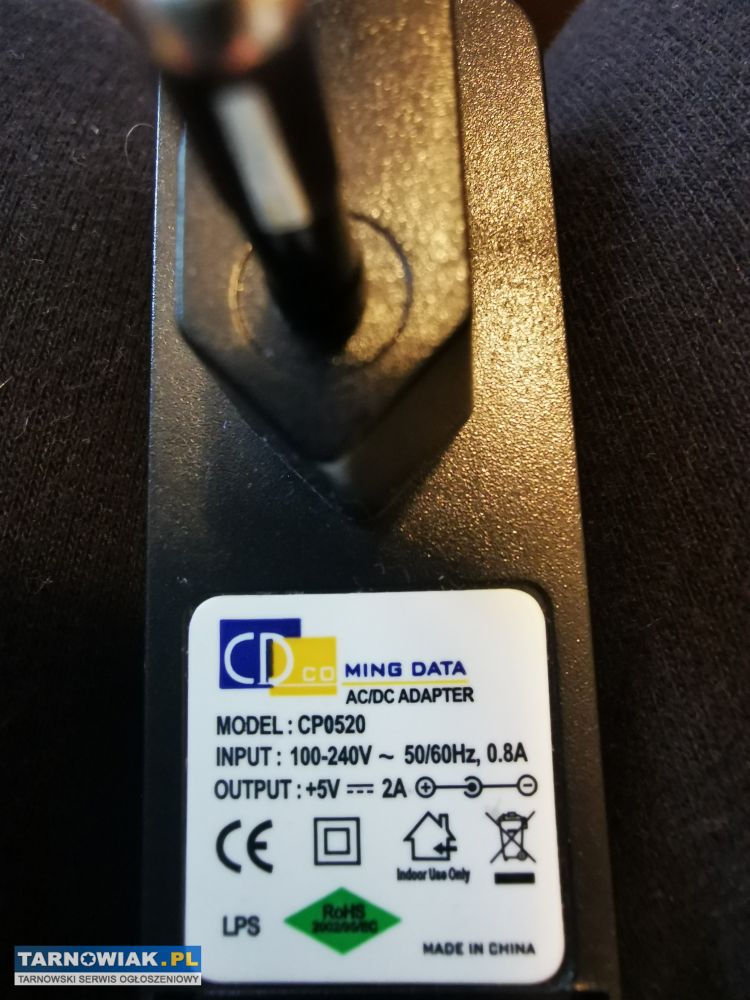 CD CO MING DATA
AC/DC ADAPTER
MODEL : CP0520
INPUT : 100-240V ~ 50/60Hz, 0.8A
OUTPUT : +5V ⎓ 2A
CE
Indoor Use Only
LPS
RoHS
2002/95/EC
MADE IN CHINA
TARNOWIAK.PL
TARNOWSKI SERWIS OGŁOSZENIOWY